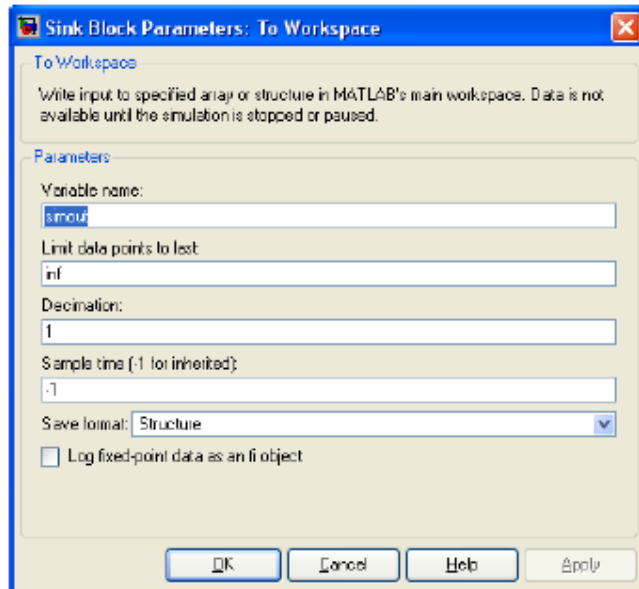 Sink Block Parameters: To Workspace
To Workspace
Write input to specified array or structure in MATLAB's main workspace. Data is not
available until the simulation is stopped or paused.
Parameters
Variable name:
simout
Limit data points to last:
inf
Decimation:
1
Sample time (-1 for inherited):
-1
Save format: Structure
Log fixed-point data as an fi object
OK Cancel Help Apply